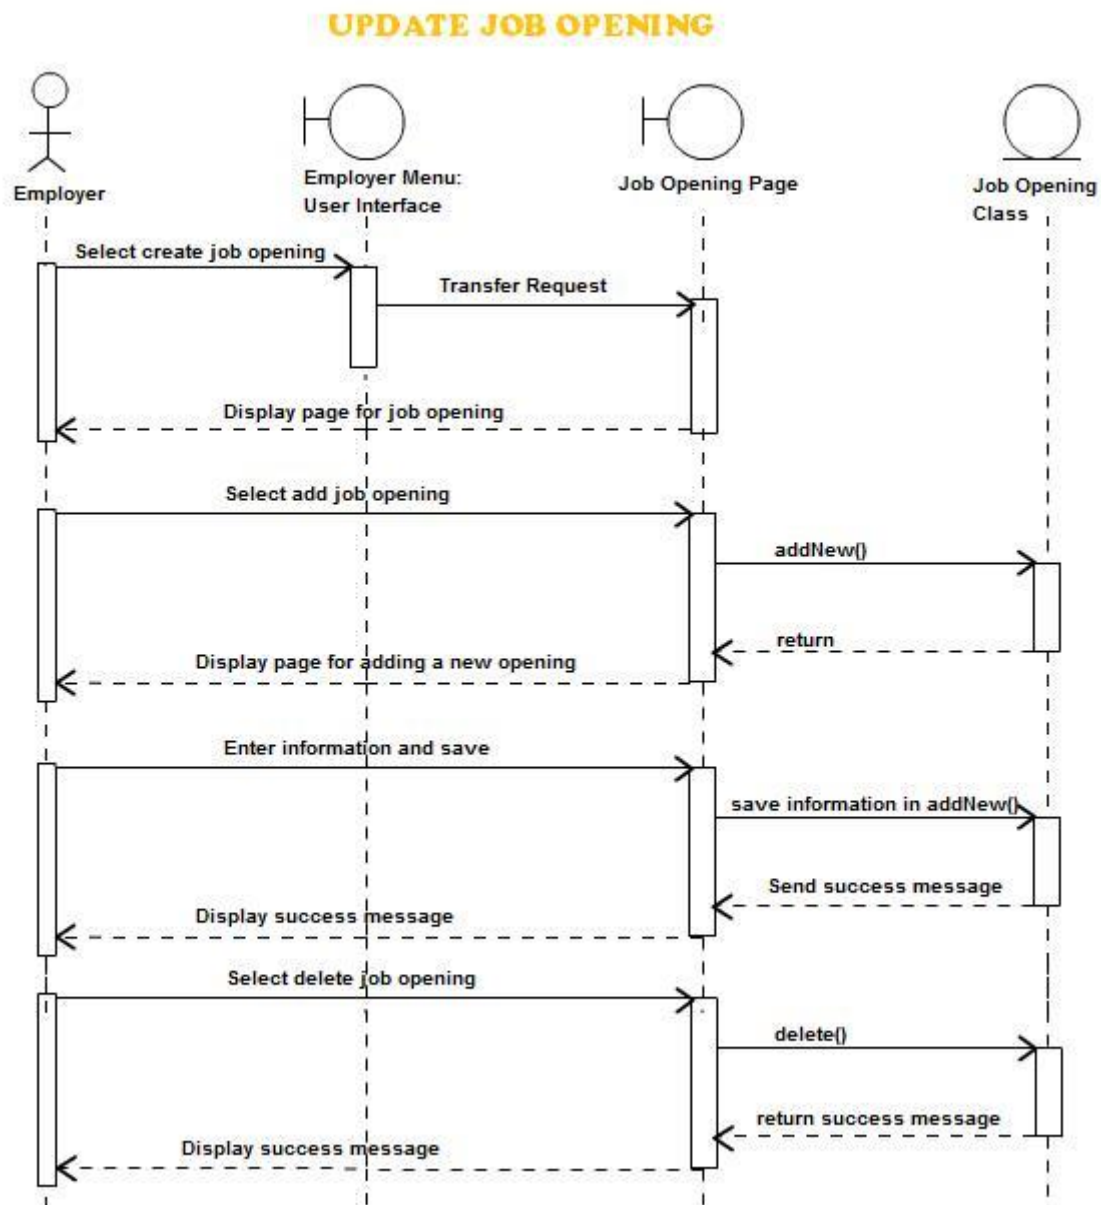 UPDATE JOB OPENING
Employer
Employer Menu:
User Interface
Job Opening Page
Job Opening
Class
Select create job opening
Transfer Request
Display page for job opening
Select add job opening
addNew()
return
Display page for adding a new opening
Enter information and save
save information in addNew()
Send success message
Display success message
Select delete job opening
delete()
return success message
Display success message